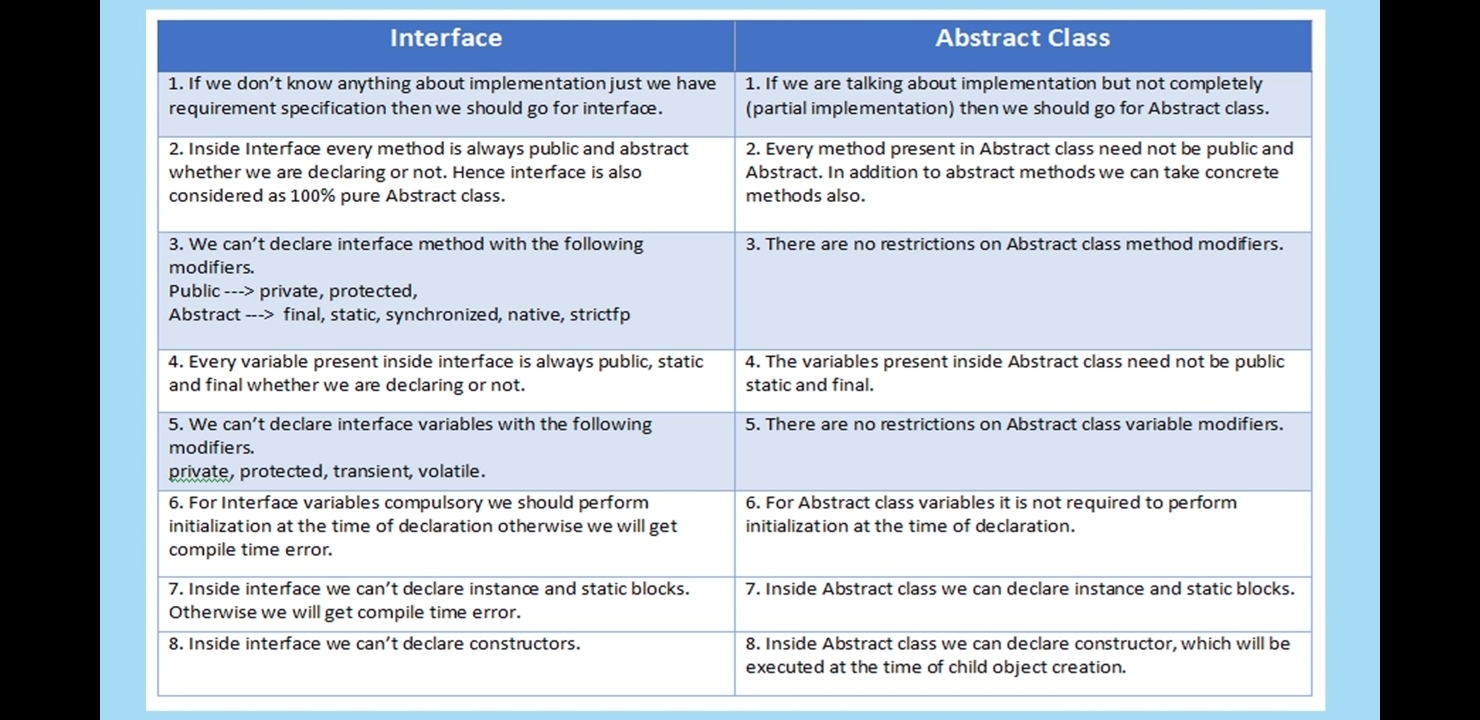 Interface
Abstract Class
1. If we don't know anything about implementation just we have
requirement specification then we should go for interface.
1. If we are talking about implementation but not completely
(partial implementation) then we should go for Abstract class.
2. Inside Interface every method is always public and abstract
whether we are declaring or not. Hence interface is also
considered as 100% pure Abstract class.
2. Every method present in Abstract class need not be public and
Abstract. In addition to abstract methods we can take concrete
methods also.
3. We can't declare interface method with the following
modifiers.
Public ---> private, protected,
Abstract ---> final, static, synchronized, native, strictfp
3. There are no restrictions on Abstract class method modifiers.
4. Every variable present inside interface is always public, static
and final whether we are declaring or not.
4. The variables present inside Abstract class need not be public
static and final.
5. We can't declare interface variables with the following
modifiers.
private, protected, transient, volatile.
5. There are no restrictions on Abstract class variable modifiers.
6. For Interface variables compulsory we should perform
initialization at the time of declaration otherwise we will get
compile time error.
6. For Abstract class variables it is not required to perform
initialization at the time of declaration.
7. Inside interface we can't declare instance and static blocks.
Otherwise we will get compile time error.
7. Inside Abstract class we can declare instance and static blocks.
8. Inside interface we can't declare constructors.
8. Inside Abstract class we can declare constructor, which will be
executed at the time of child object creation.